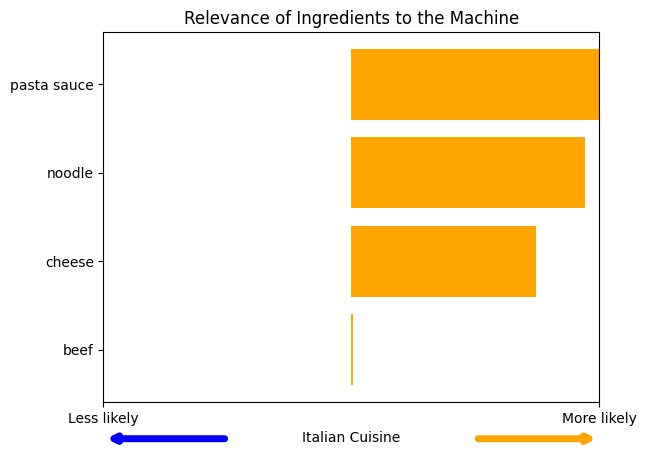 Relevance of Ingredients to the Machine
pasta sauce
noodle
cheese
beef
Less likely
More likely
Italian Cuisine